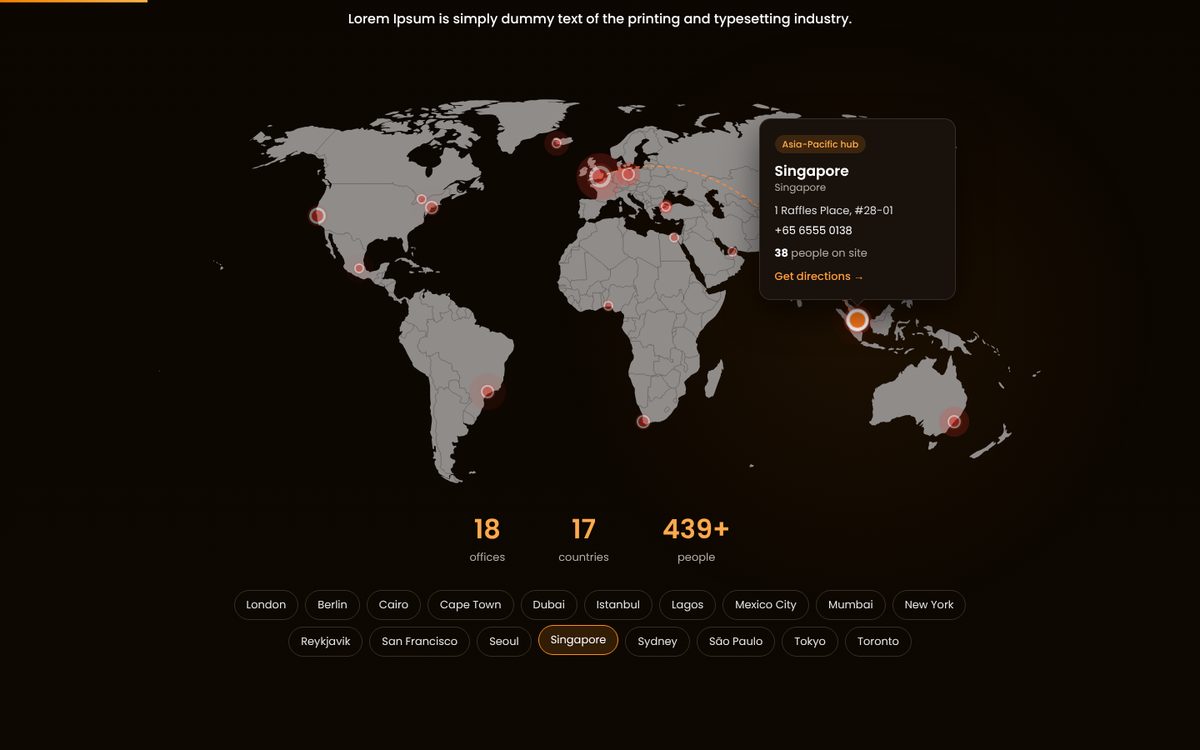 Lorem Ipsum is simply dummy text of the printing and typesetting industry.
Asia-Pacific hub
Singapore
Singapore
1 Raffles Place, #28-01
+65 6555 0138
38 people on site
Get directions →
18 17 439+
offices countries people
London Berlin Cairo Cape Town Dubai Istanbul Lagos Mexico City Mumbai New York
Reykjavik San Francisco Seoul Singapore Sydney São Paulo Tokyo Toronto